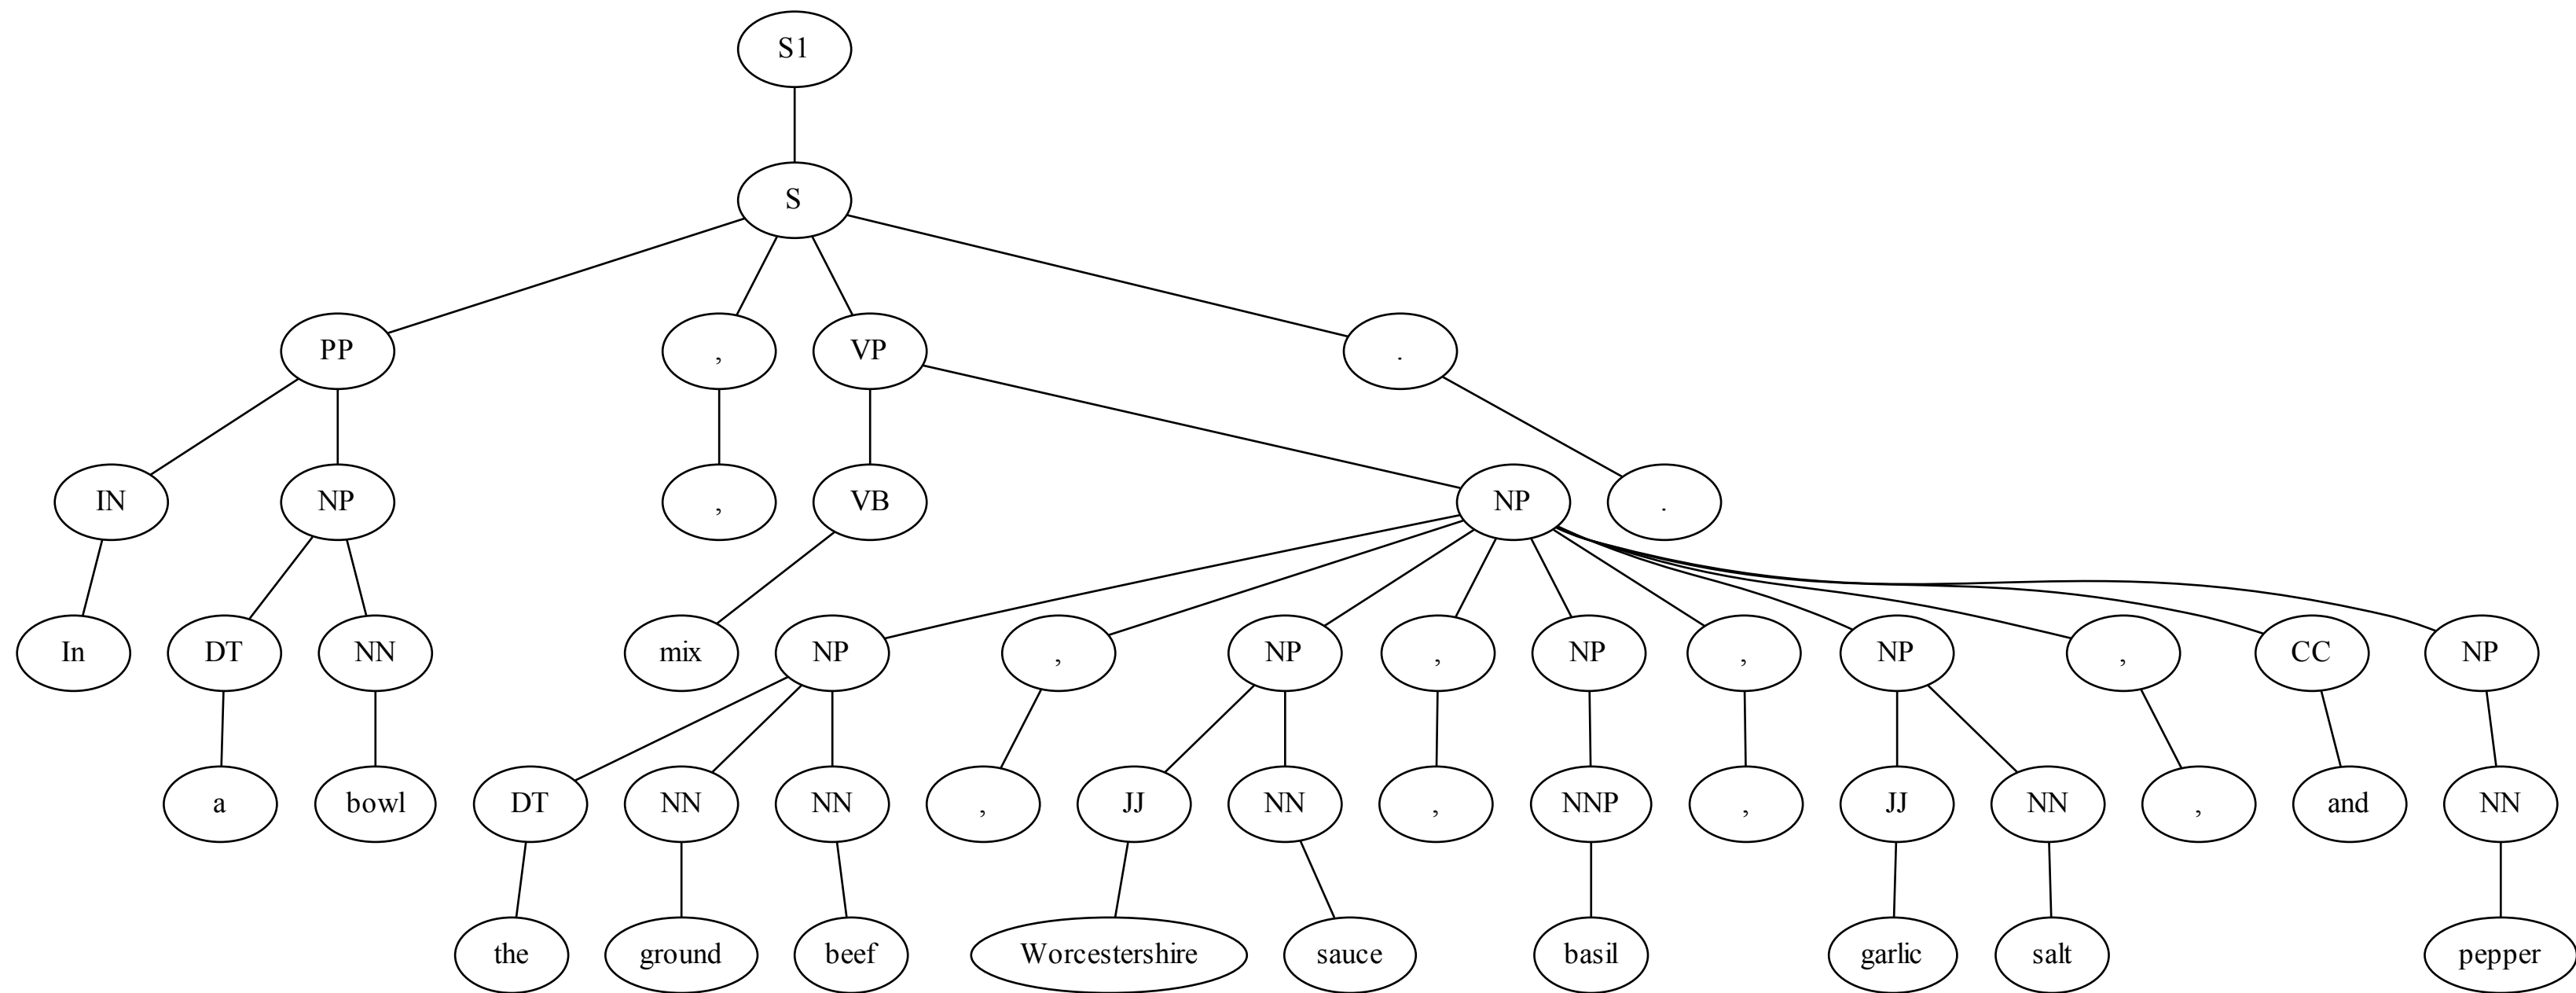 S1
S
PP , VP .
IN NP , VB NP .
In DT NN mix NP , NP , NP , NP , CC NP
a bowl DT NN NN , JJ NN , NNP , JJ NN , and NN
the ground beef Worcestershire sauce basil garlic salt pepper